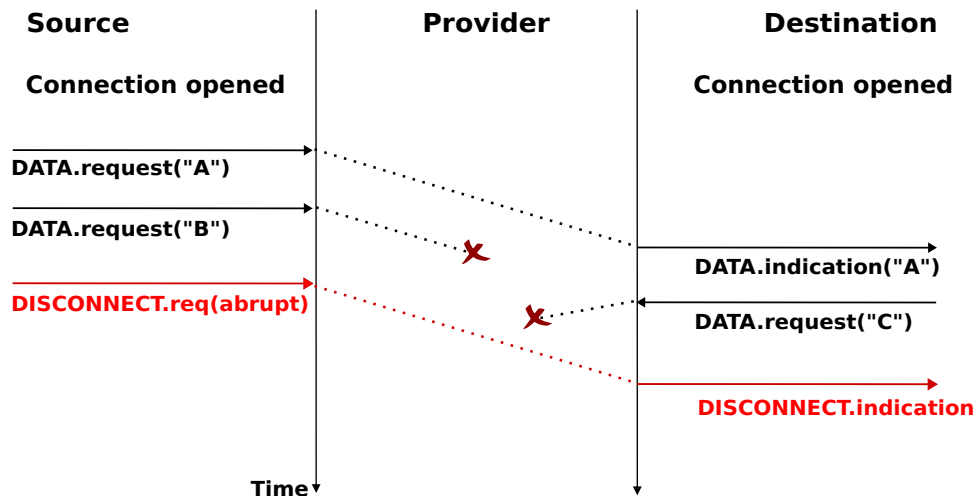 Source
Provider
Destination
Connection opened
Connection opened
DATA.request("A")
DATA.request("B")
DATA.indication("A")
DISCONNECT.req(abrupt)
DATA.request("C")
DISCONNECT.indication
Time